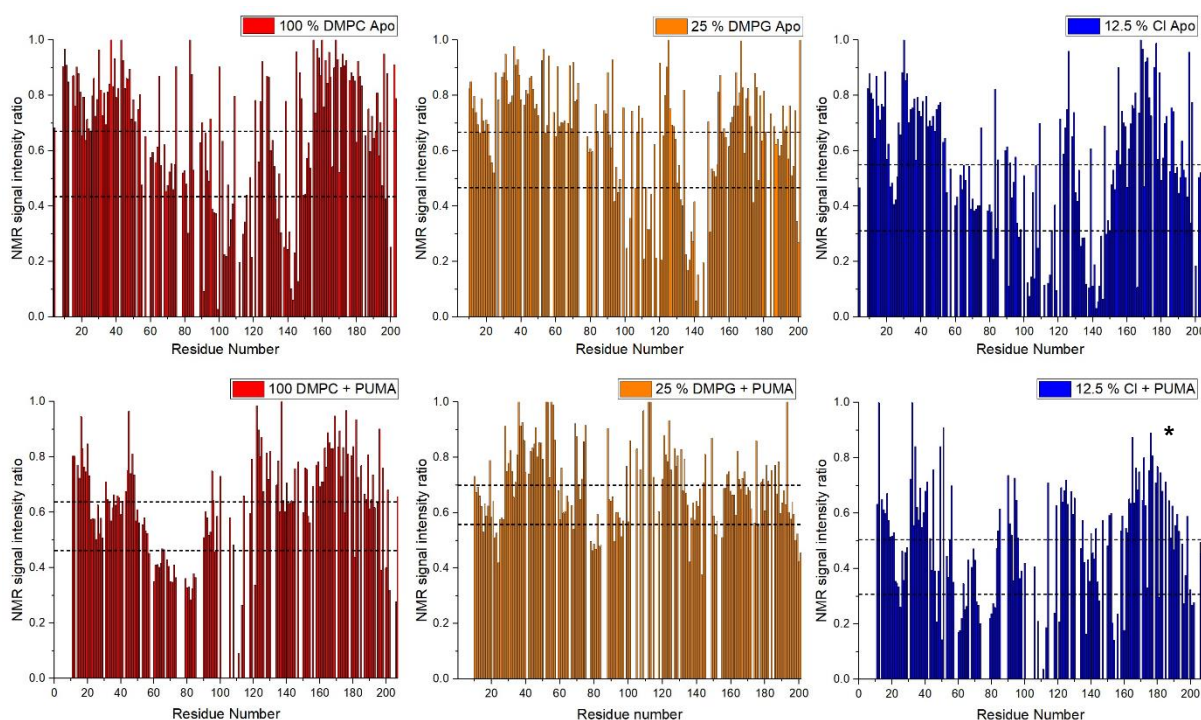 100 % DMPC Apo
1.0
0.8
0.6
0.4
0.2
0.0
NMR signal intensity ratio
0 20 40 60 80 100 120 140 160 180 200
Residue Number
25 % DMPG Apo
1.0
0.8
0.6
0.4
0.2
0.0
NMR signal intensity ratio
20 40 60 80 100 120 140 160 180 200
Residue Number
12.5 % CI Apo
1.0
0.8
0.6
0.4
0.2
0.0
NMR signal intensity ratio
0 20 40 60 80 100 120 140 160 180 200
Residue Number
100 DMPC + PUMA
1.0
0.8
0.6
0.4
0.2
0.0
NMR signal intensity ratio
0 20 40 60 80 100 120 140 160 180 200
Residue Number
25 % DMPG + PUMA
1.0
0.8
0.6
0.4
0.2
0.0
NMR signal intensity ratio
20 40 60 80 100 120 140 160 180 200
Residue number
12.5 % CI + PUMA
*
1.0
0.8
0.6
0.4
0.2
0.0
NMR signal intensity ratio
0 20 40 60 80 100 120 140 160 180 200
Residue Number